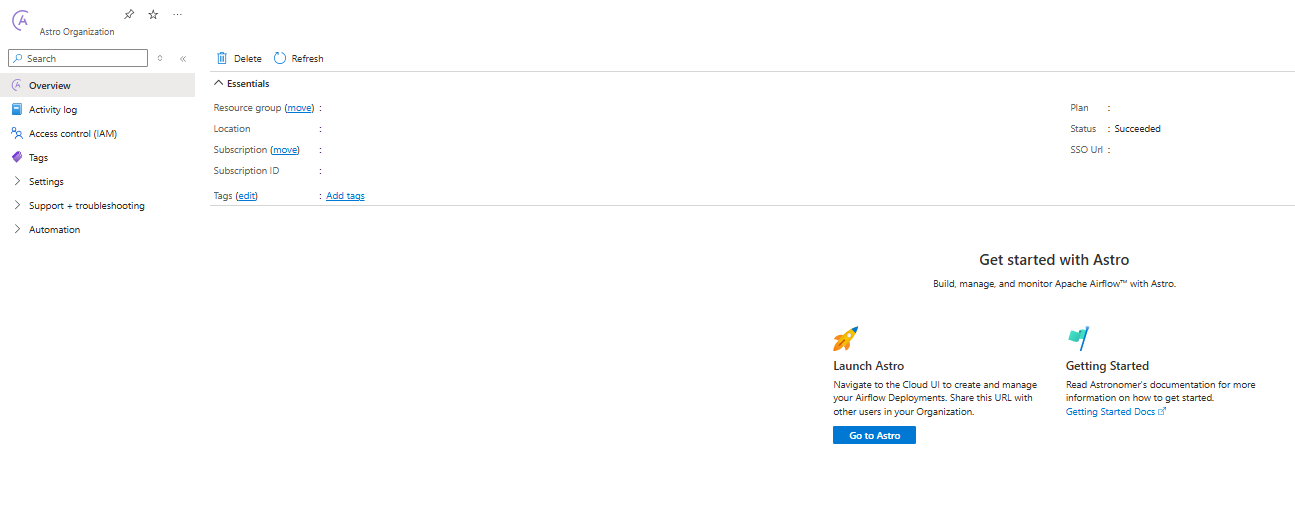 Astro Organization
Search
Overview
Activity log
Access control (IAM)
Tags
Settings
Support + troubleshooting
Automation
Delete
Refresh
Essentials
Resource group (move) :
Location :
Subscription (move) :
Subscription ID :
Tags (edit) : Add tags
Plan :
Status : Succeeded
SSO Url :
Get started with Astro
Build, manage, and monitor Apache Airflow™ with Astro.
Launch Astro
Navigate to the Cloud UI to create and manage
your Airflow Deployments. Share this URL with
other users in your Organization.
Go to Astro
Getting Started
Read Astronomer's documentation for more
information on how to get started.
Getting Started Docs